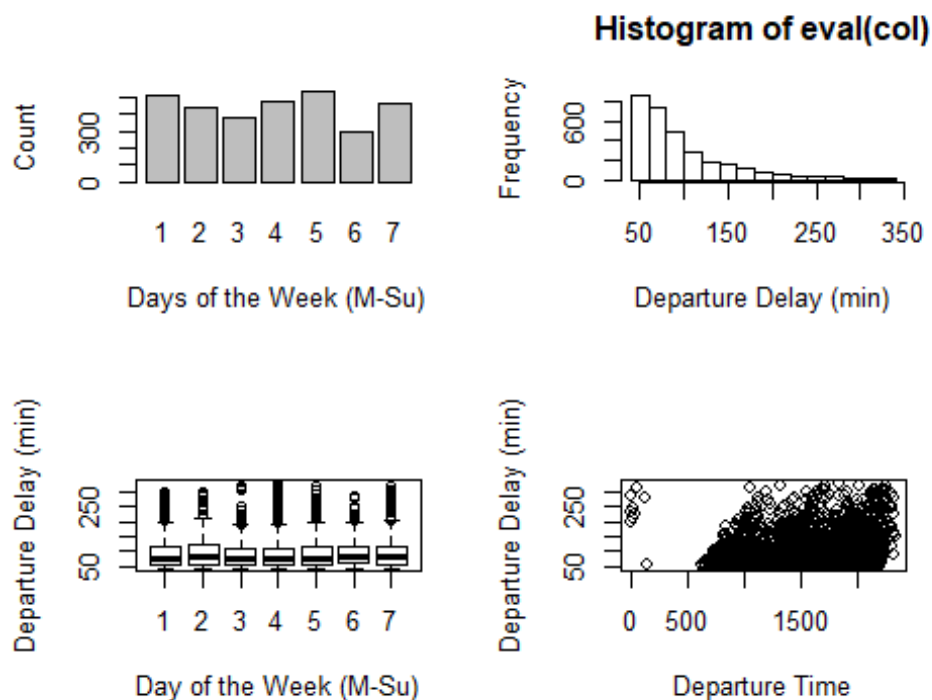 Histogram of eval(col)
Count
300
0
1 2 3 4 5 6 7
Days of the Week (M-Su)
Frequency
600
0
50 150 250 350
Departure Delay (min)
Departure Delay (min)
250
50
1 2 3 4 5 6 7
Day of the Week (M-Su)
Departure Delay (min)
250
50
0 500 1500
Departure Time